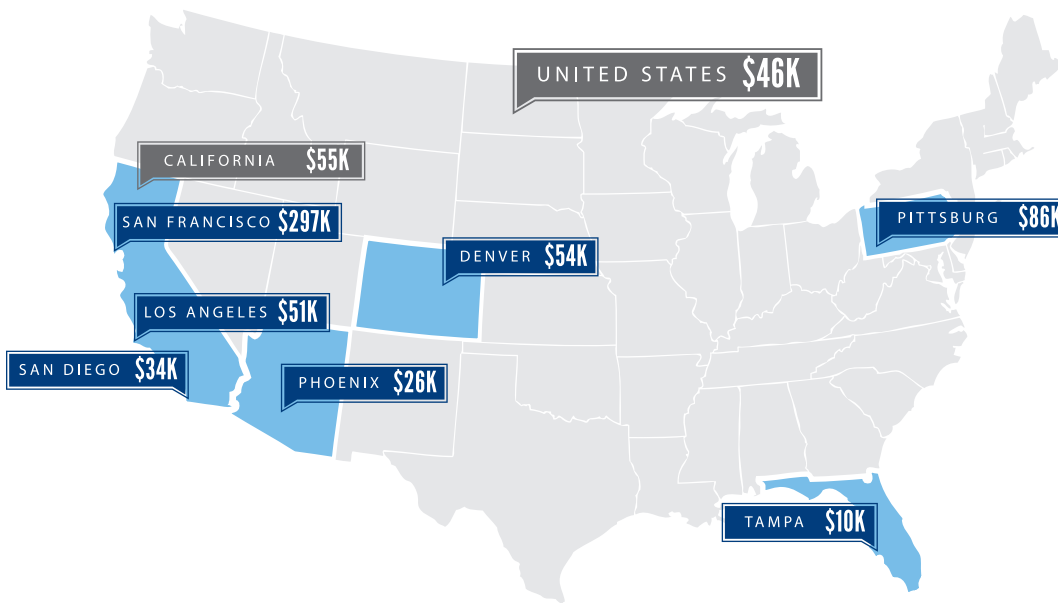 UNITED STATES $46K
CALIFORNIA $55K
SAN FRANCISCO $297K
PITTSBURG $86K
DENVER $54K
LOS ANGELES $51K
SAN DIEGO $34K
PHOENIX $26K
TAMPA $10K